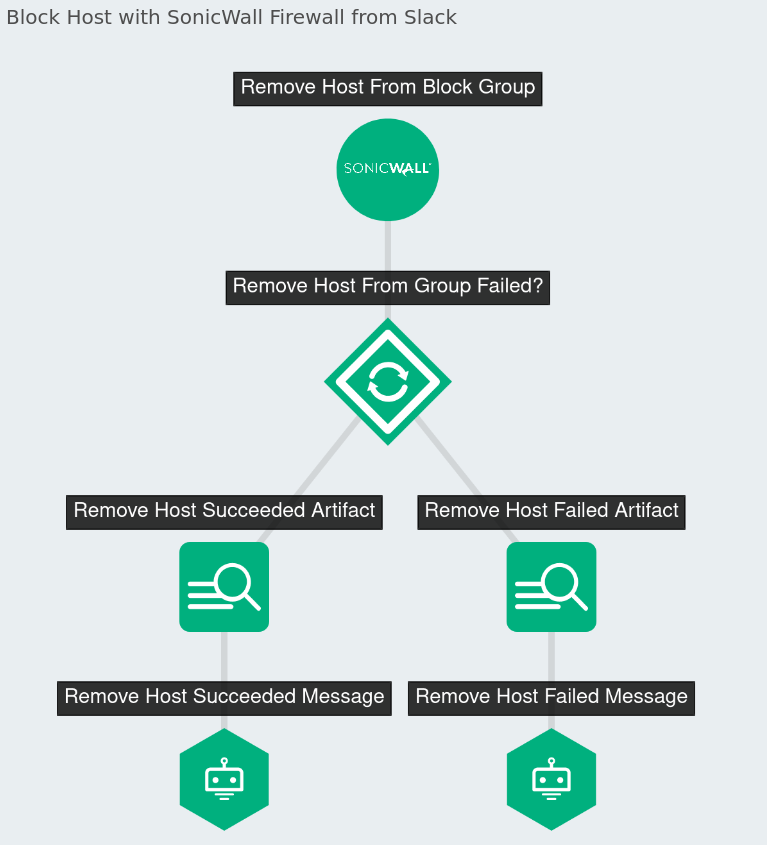 Block Host with SonicWall Firewall from Slack
Remove Host From Block Group
SONICWALL
Remove Host From Group Failed?
Remove Host Succeeded Artifact
Remove Host Failed Artifact
Remove Host Succeeded Message
Remove Host Failed Message